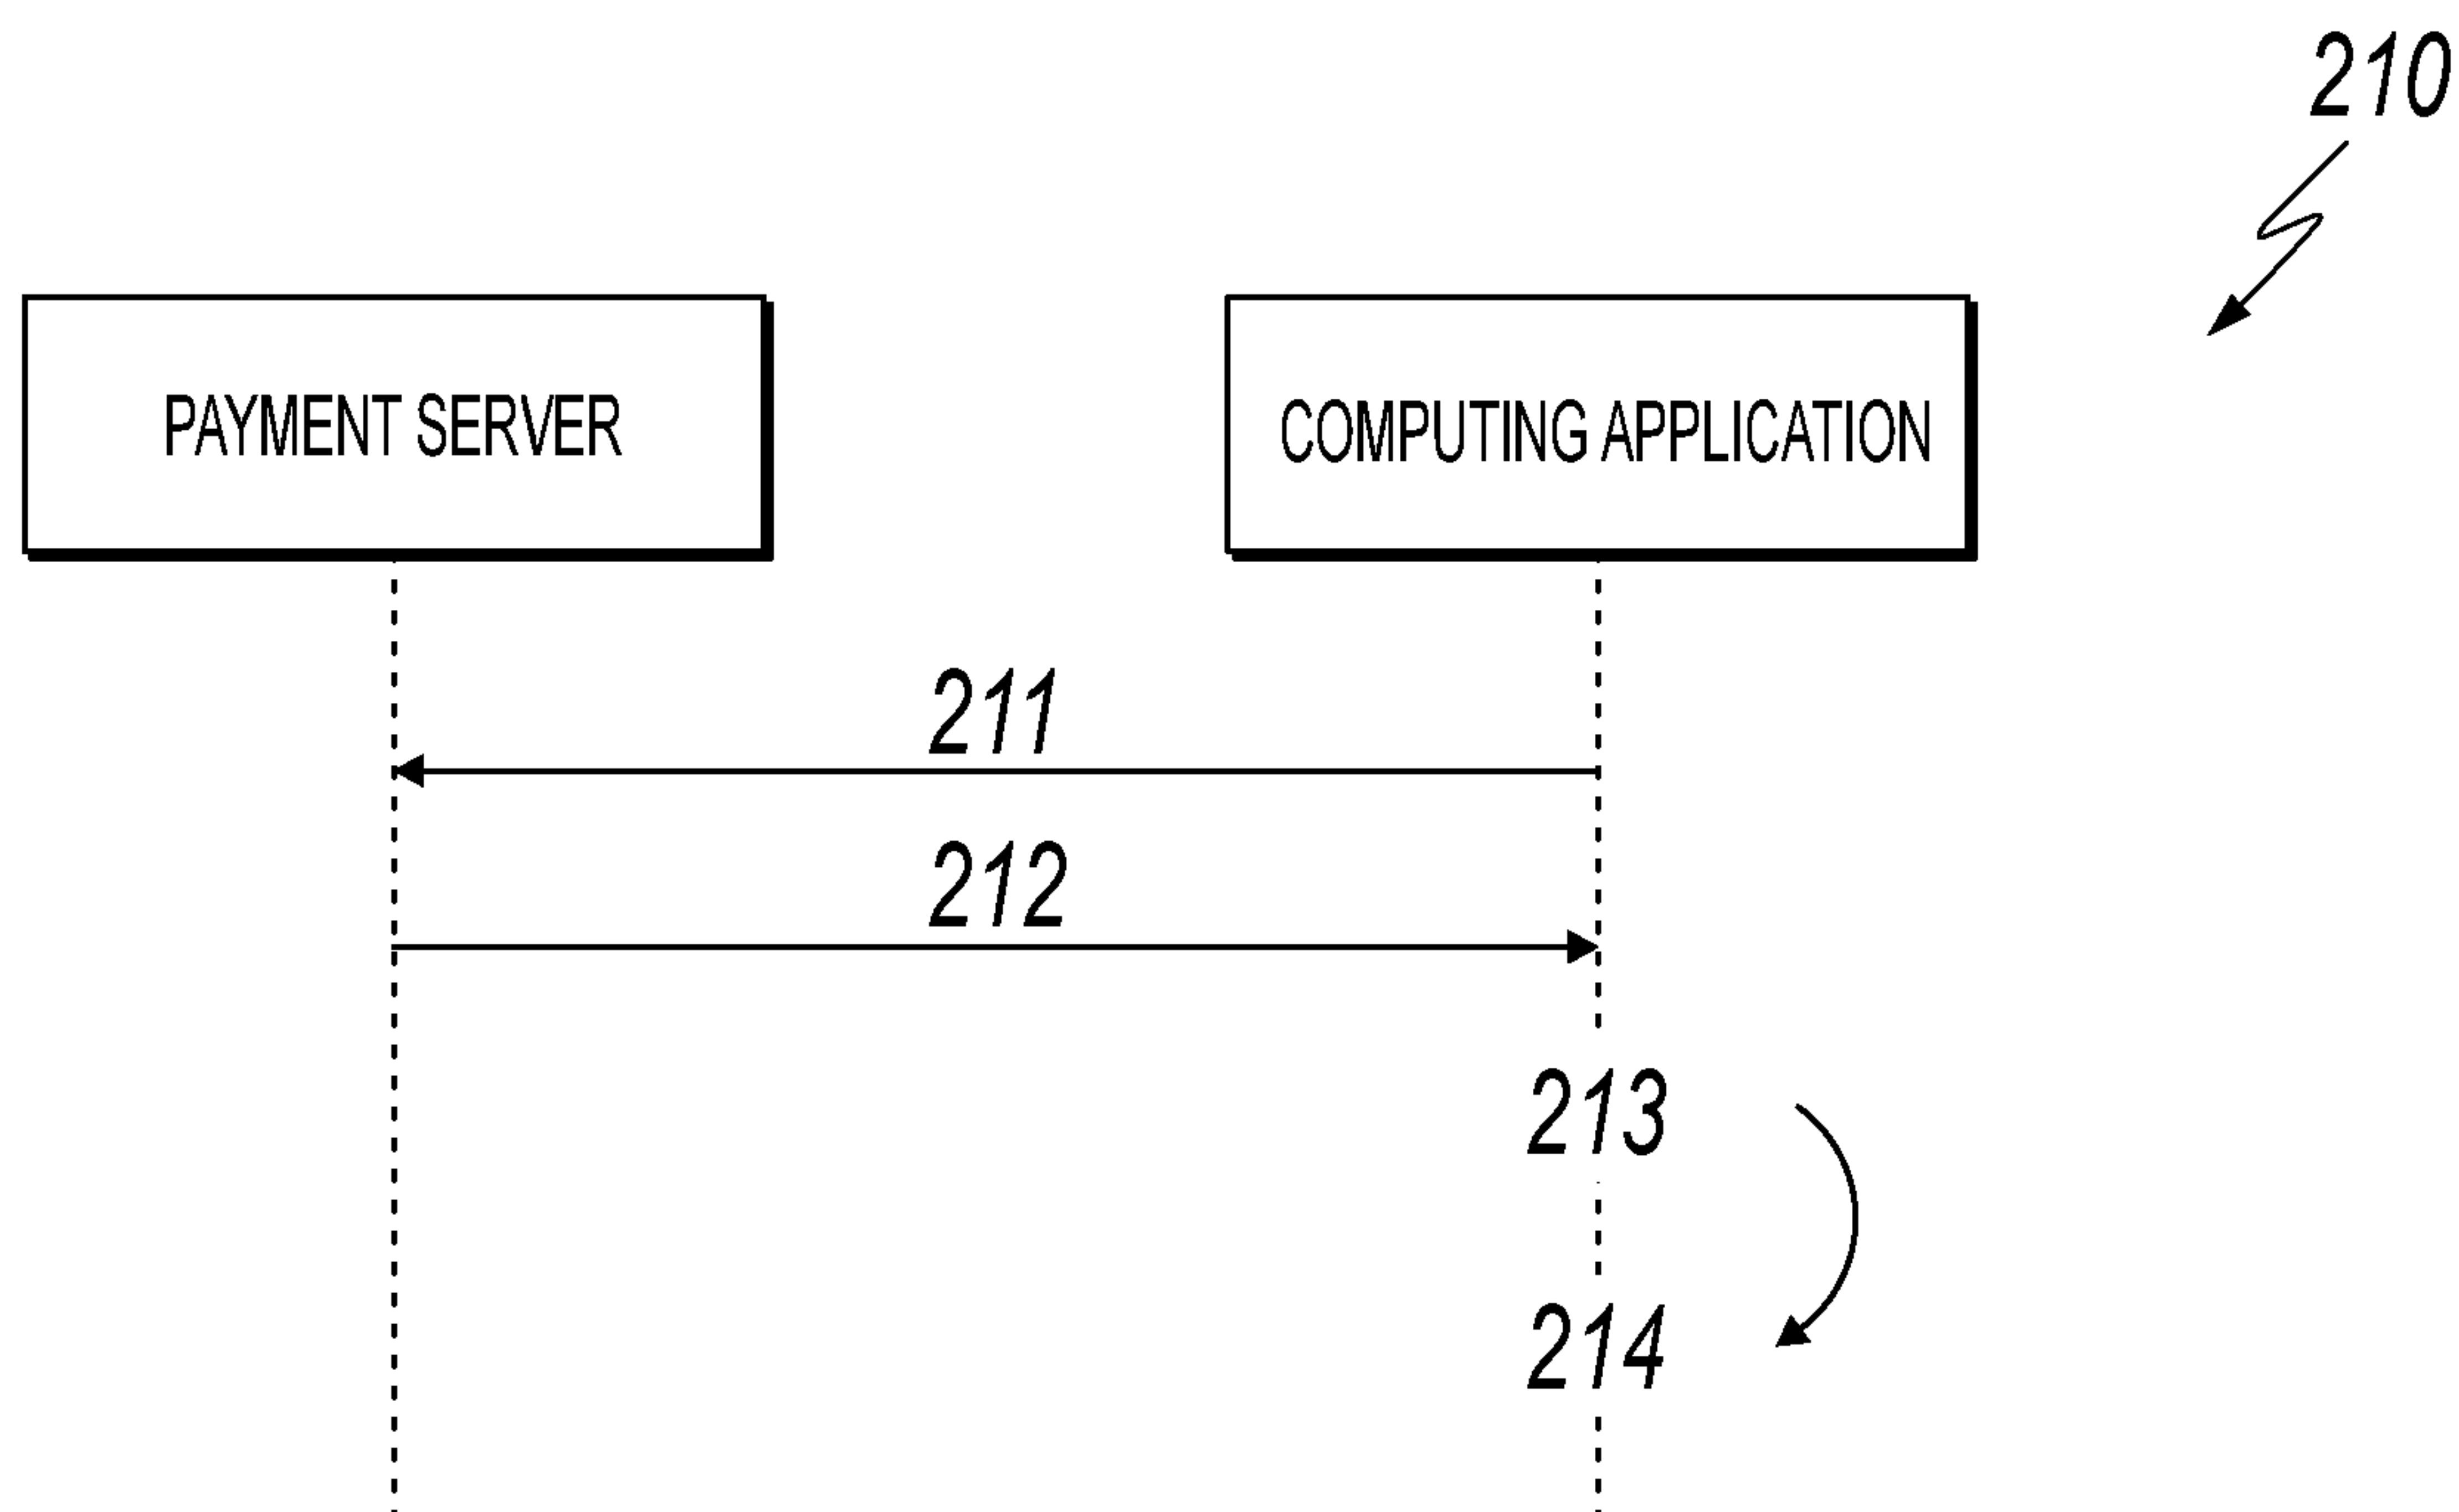 210
PAYMENT SERVER
COMPUTING APPLICATION
211
212
213
214